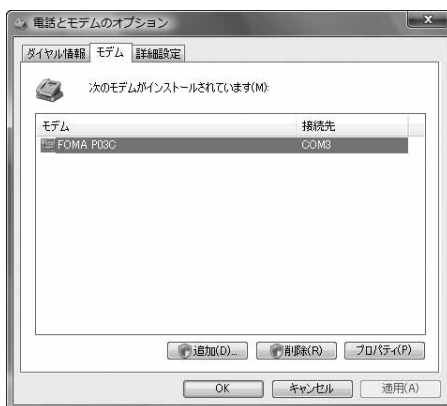 電話とモデムのオプション
ダイヤル情報 モデム 詳細設定
次のモデムがインストールされています(M):
モデム 接続先
FOMA P03C COM3
追加(D)... 削除(R) プロパティ(P)
OK キャンセル 適用(A)